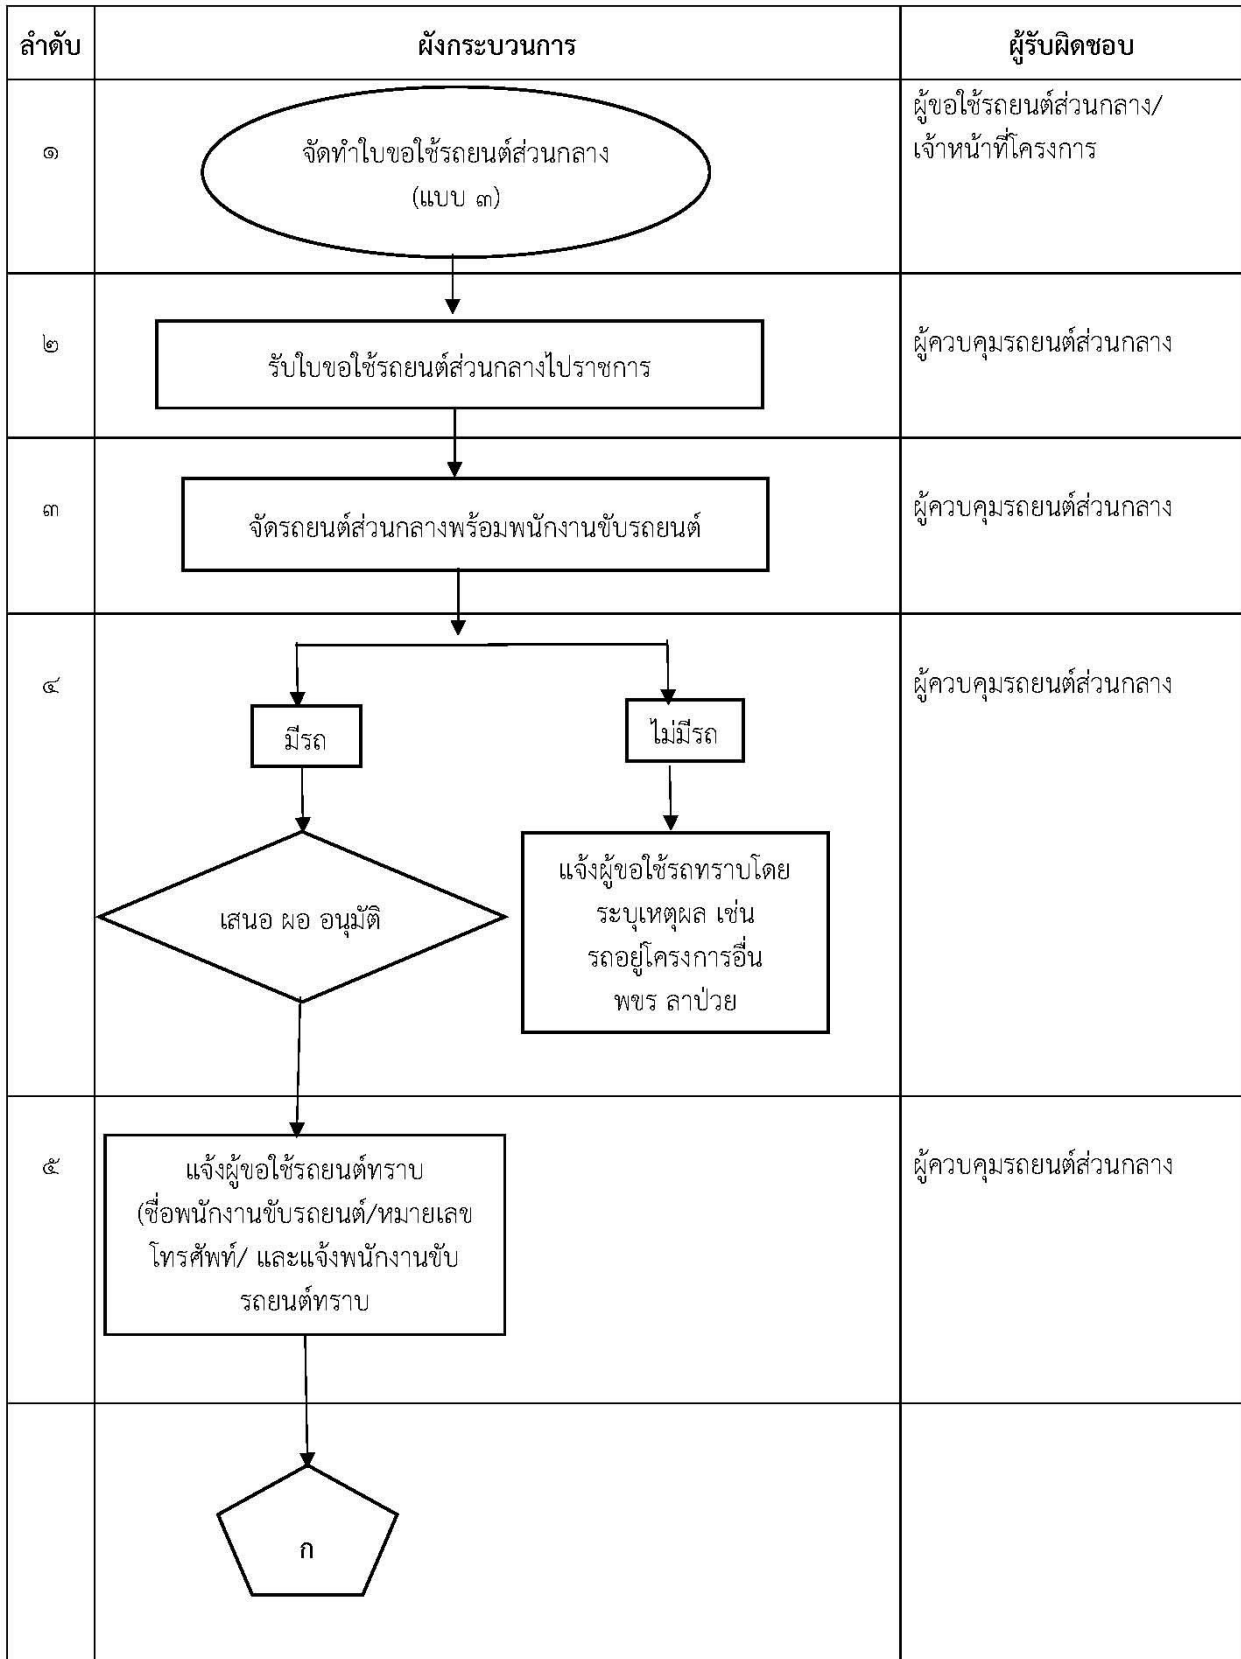 ลำดับ
ผังกระบวนการ
ผู้รับผิดชอบ
๑
จัดทำใบขอใช้รถยนต์ส่วนกลาง
(แบบ ๓)
ผู้ขอใช้รถยนต์ส่วนกลาง/
เจ้าหน้าที่โครงการ
๒
รับใบขอใช้รถยนต์ส่วนกลางไปราชการ
ผู้ควบคุมรถยนต์ส่วนกลาง
๓
จัดรถยนต์ส่วนกลางพร้อมพนักงานขับรถยนต์
ผู้ควบคุมรถยนต์ส่วนกลาง
๔
มีรถ
ไม่มีรถ
ผู้ควบคุมรถยนต์ส่วนกลาง
เสนอ ผอ อนุมัติ
แจ้งผู้ขอใช้รถทราบโดย
ระบุเหตุผล เช่น
รถอยู่โครงการอื่น
พขร ลาป่วย
๕
แจ้งผู้ขอใช้รถยนต์ทราบ
(ชื่อพนักงานขับรถยนต์/หมายเลข
โทรศัพท์/ และแจ้งพนักงานขับ
รถยนต์ทราบ
ผู้ควบคุมรถยนต์ส่วนกลาง
ก